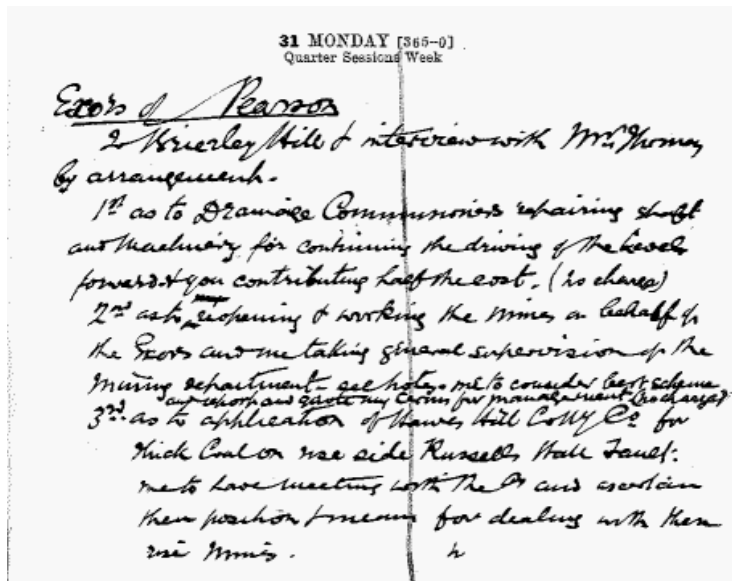 31 MONDAY [365-0]
Quarter Sessions Week
Exors of Pearson
To Brierley Hill & interview with Mr Thomas
by arrangement.
1st as to Drainage Commissioners repairing shaft
and Machinery for continuing the driving of the Levels
forward & you contributing half the cost. (no charge)
2nd as to reopening & working the Mines on behalf of
the Exors and me taking general supervision of the
Mining department – see notes – me to consider best scheme
and report and quote my terms for management (no charge)
3rd as to application of Hawes Hill Colly Co for
thick Coal on rise side Russells Hall Fault:
me to have meeting with the and ascertain
their position & means for dealing with these
rise Mines.